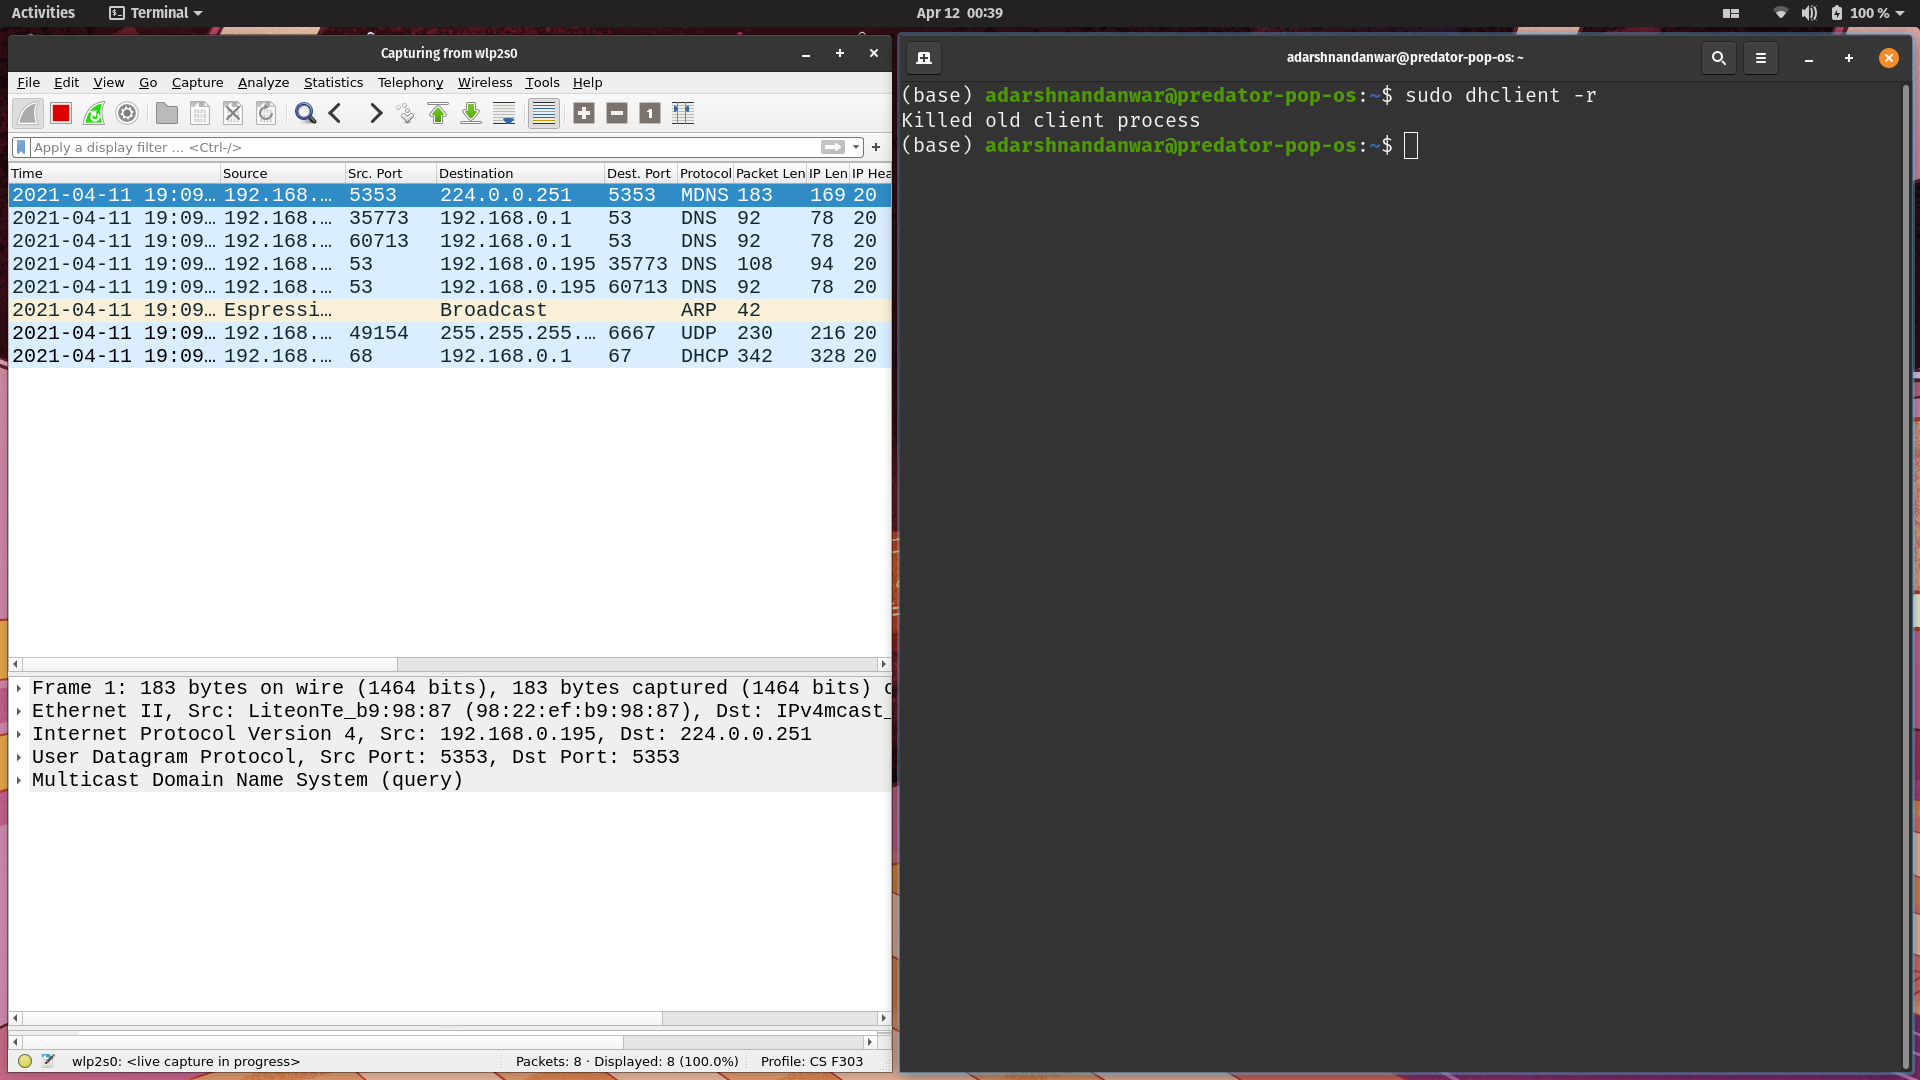 Activities Terminal Apr 12 00:39 100 %
Capturing from wlp2s0
File Edit View Go Capture Analyze Statistics Telephony Wireless Tools Help
Apply a display filter … <Ctrl-/>
Time Source Src. Port Destination Dest. Port Protocol Packet Len IP Len IP Hea
2021-04-11 19:09… 192.168.… 5353 224.0.0.251 5353 MDNS 183 169 20
2021-04-11 19:09… 192.168.… 35773 192.168.0.1 53 DNS 92 78 20
2021-04-11 19:09… 192.168.… 60713 192.168.0.1 53 DNS 92 78 20
2021-04-11 19:09… 192.168.… 53 192.168.0.195 35773 DNS 108 94 20
2021-04-11 19:09… 192.168.… 53 192.168.0.195 60713 DNS 92 78 20
2021-04-11 19:09… Espressi… Broadcast ARP 42
2021-04-11 19:09… 192.168.… 49154 255.255.255.… 6667 UDP 230 216 20
2021-04-11 19:09… 192.168.… 68 192.168.0.1 67 DHCP 342 328 20
Frame 1: 183 bytes on wire (1464 bits), 183 bytes captured (1464 bits) o
Ethernet II, Src: LiteonTe_b9:98:87 (98:22:ef:b9:98:87), Dst: IPv4mcast_
Internet Protocol Version 4, Src: 192.168.0.195, Dst: 224.0.0.251
User Datagram Protocol, Src Port: 5353, Dst Port: 5353
Multicast Domain Name System (query)
wlp2s0: <live capture in progress> Packets: 8 · Displayed: 8 (100.0%) Profile: CS F303
adarshnandanwar@predator-pop-os: ~
(base) adarshnandanwar@predator-pop-os:~$ sudo dhclient -r
Killed old client process
(base) adarshnandanwar@predator-pop-os:~$